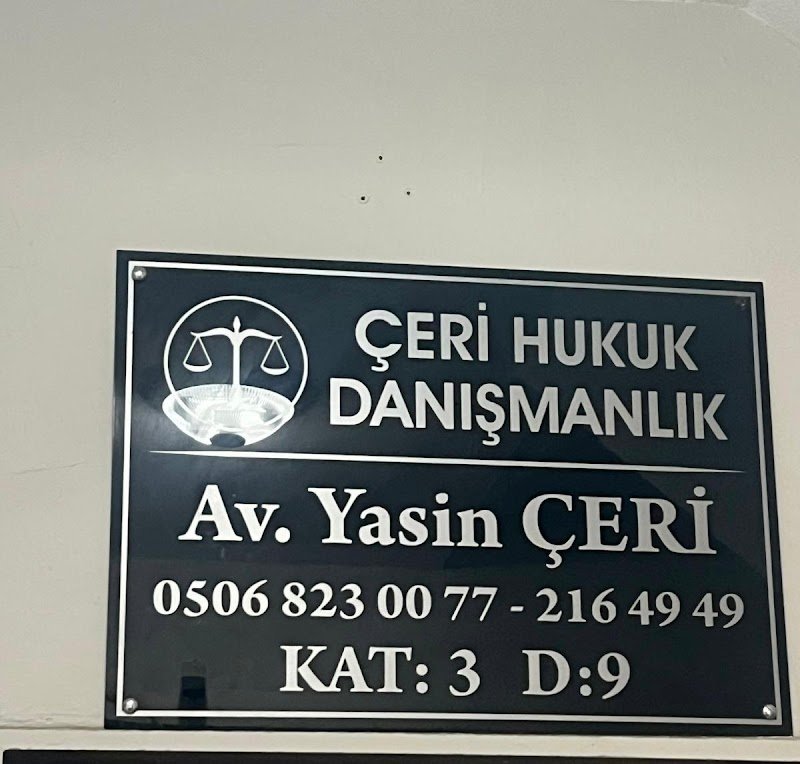 ÇERİ HUKUK
DANIŞMANLIK
Av. Yasin ÇERİ
0506 823 00 77 - 216 49 49
KAT: 3 D:9